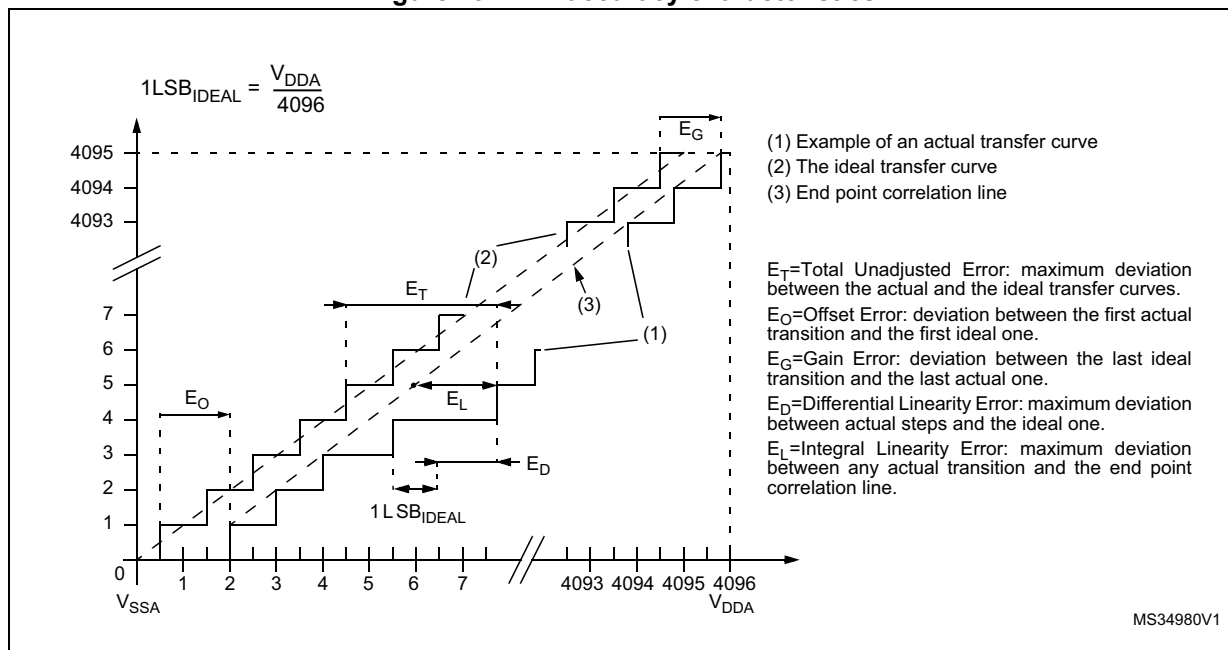 1LSB_IDEAL = V_DDA
4096
E_G
4095
4094
4093
(1) Example of an actual transfer curve
(2) The ideal transfer curve
(3) End point correlation line
(2)
E_T
(3)
7
6
5
4
3
2
1
0
(1)
E_O
E_L
E_D
1 L SB_IDEAL
E_T=Total Unadjusted Error: maximum deviation
between the actual and the ideal transfer curves.
E_O=Offset Error: deviation between the first actual
transition and the first ideal one.
E_G=Gain Error: deviation between the last ideal
transition and the last actual one.
E_D=Differential Linearity Error: maximum deviation
between actual steps and the ideal one.
E_L=Integral Linearity Error: maximum deviation
between any actual transition and the end point
correlation line.
1 2 3 4 5 6 7 4093 4094 4095 4096
V_SSA V_DDA
MS34980V1